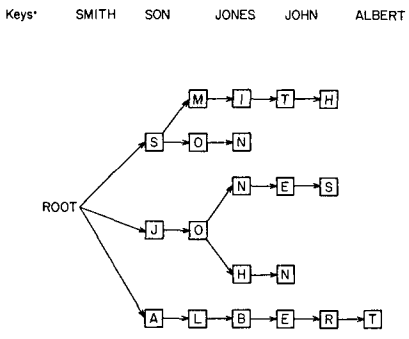 Keys• SMITH SON JONES JOHN ALBERT
M I T H
S O N
N E S
ROOT J O
H N
A L B E R T